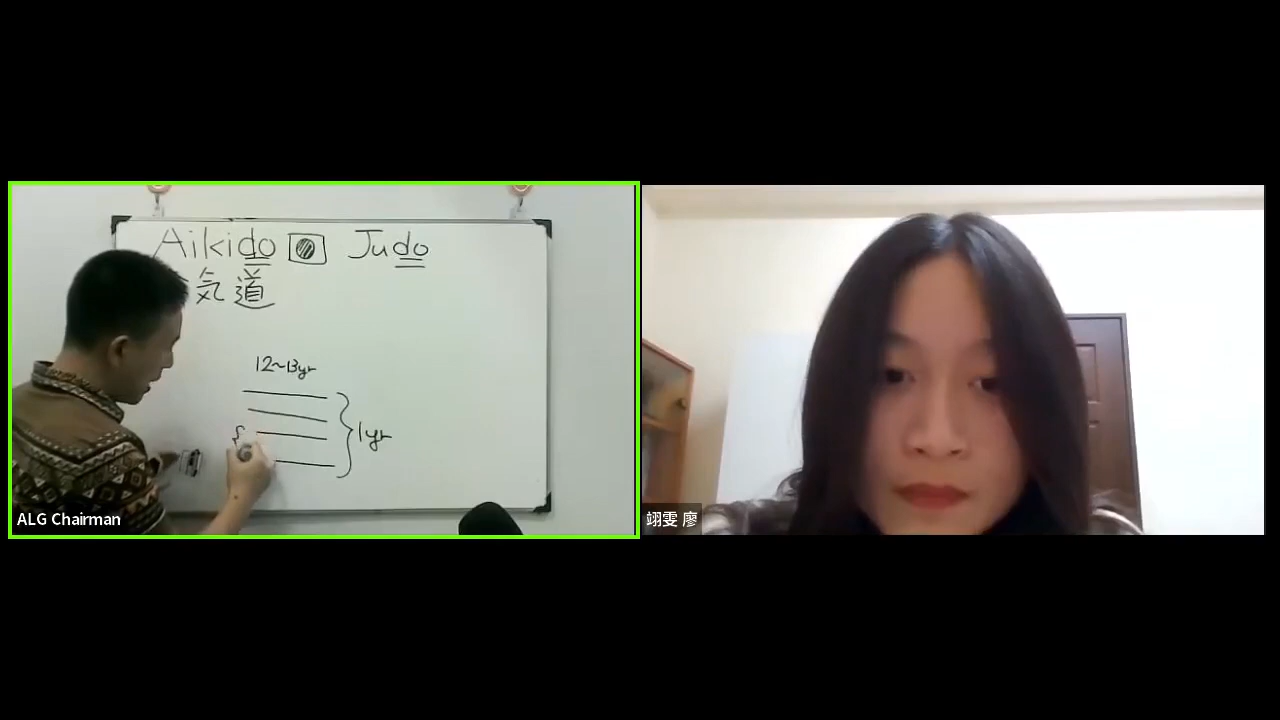 Aikido Judo
気道
12~13yr
1yr
ALG Chairman
翊雯 廖